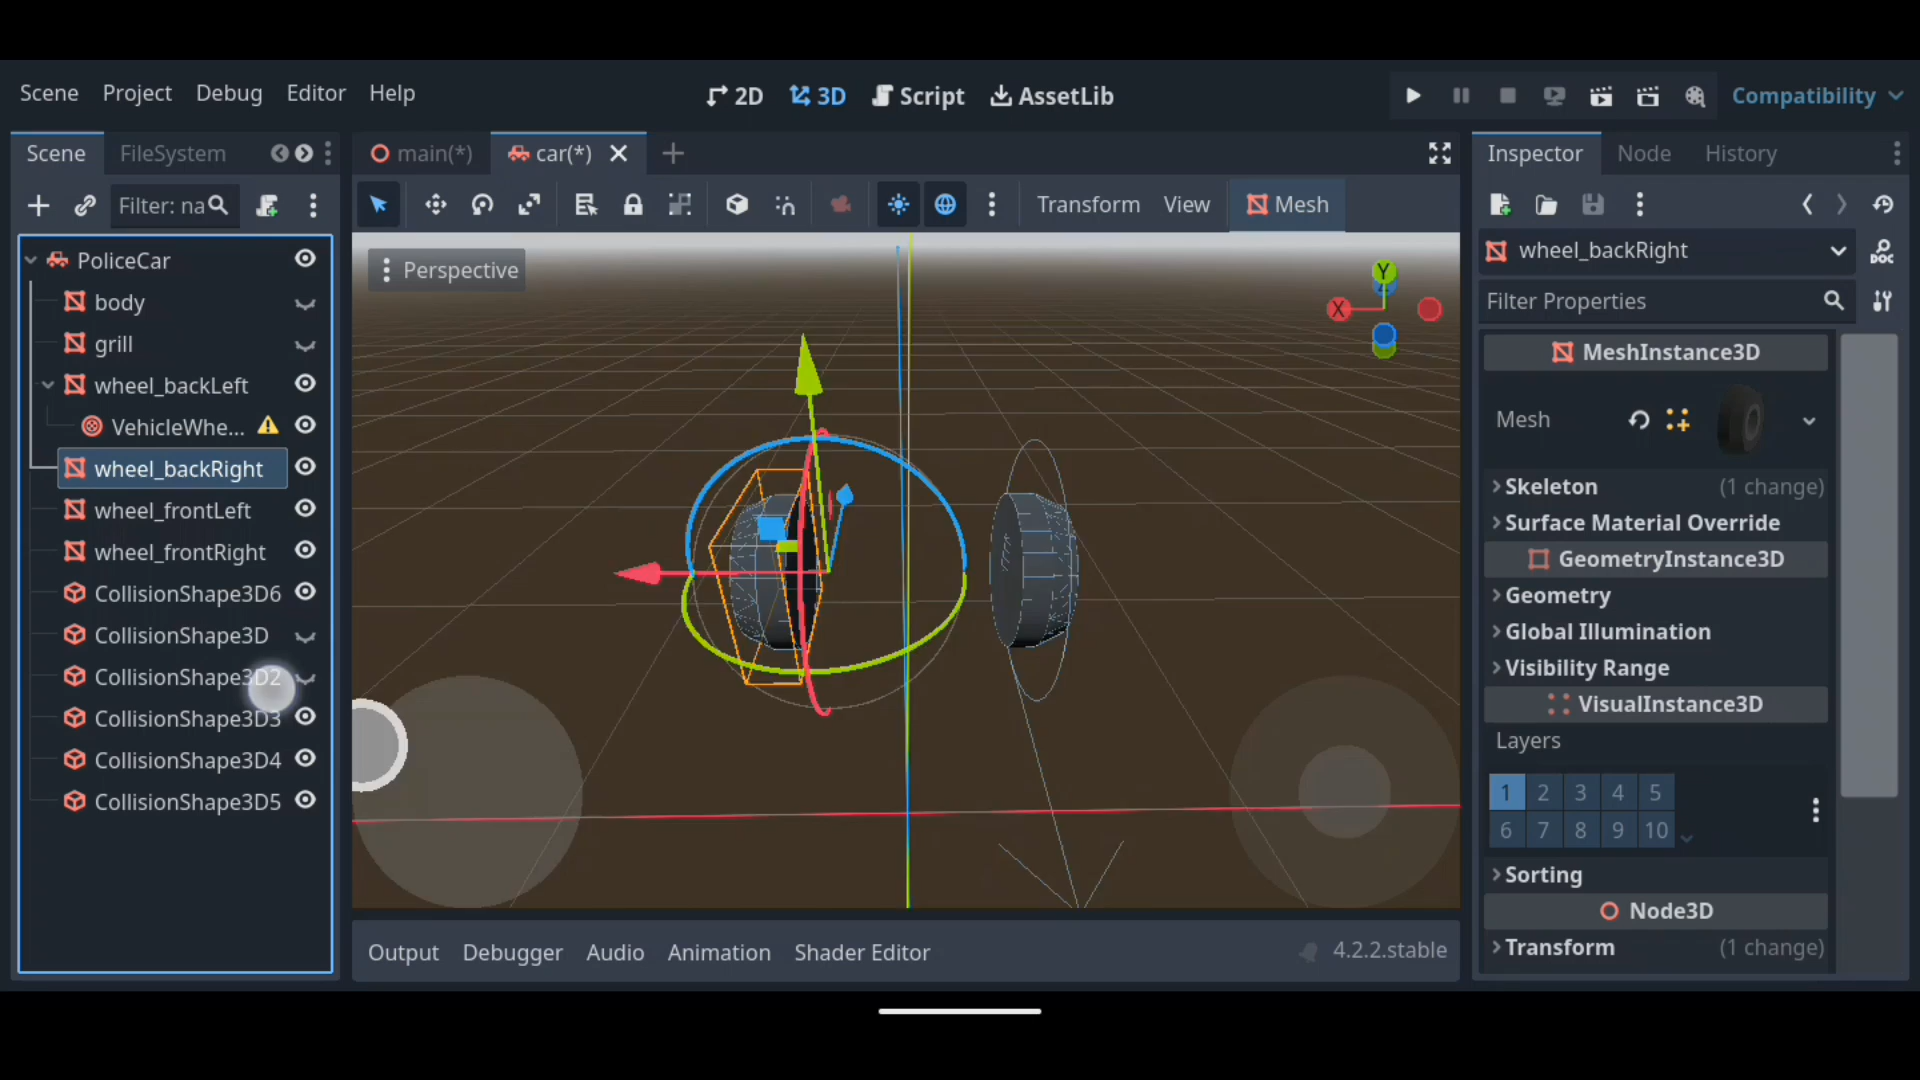 Scene Project Debug Editor Help
2D 3D Script AssetLib
Compatibility
Scene FileSystem
main(*) car(*)
Inspector Node History
Filter: na
Transform View Mesh
PoliceCar
body
grill
wheel_backLeft
VehicleWhe...
wheel_backRight
wheel_frontLeft
wheel_frontRight
CollisionShape3D6
CollisionShape3D
CollisionShape3D2
CollisionShape3D3
CollisionShape3D4
CollisionShape3D5
Perspective
Y
X
Z
wheel_backRight
DOC
Filter Properties
MeshInstance3D
Mesh
Skeleton (1 change)
Surface Material Override
GeometryInstance3D
Geometry
Global Illumination
Visibility Range
VisualInstance3D
Layers
1 2 3 4 5
6 7 8 9 10
Sorting
Node3D
Transform (1 change)
Output Debugger Audio Animation Shader Editor
4.2.2.stable